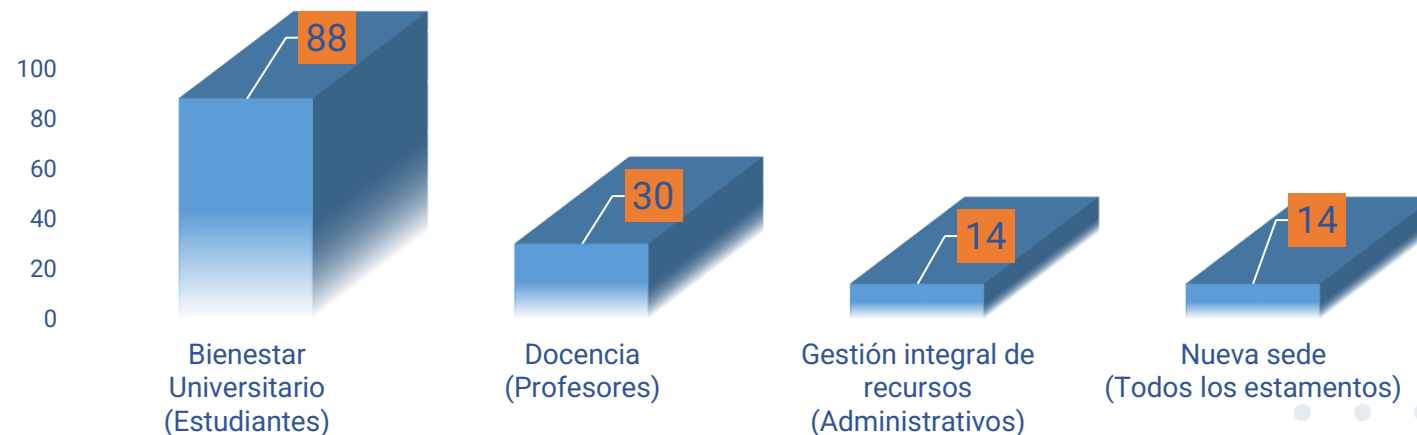 88
100
80
60
40
20
0
30
14
14
Bienestar
Universitario
(Estudiantes)
Docencia
(Profesores)
Gestión integral de
recursos
(Administrativos)
Nueva sede
(Todos los estamentos)